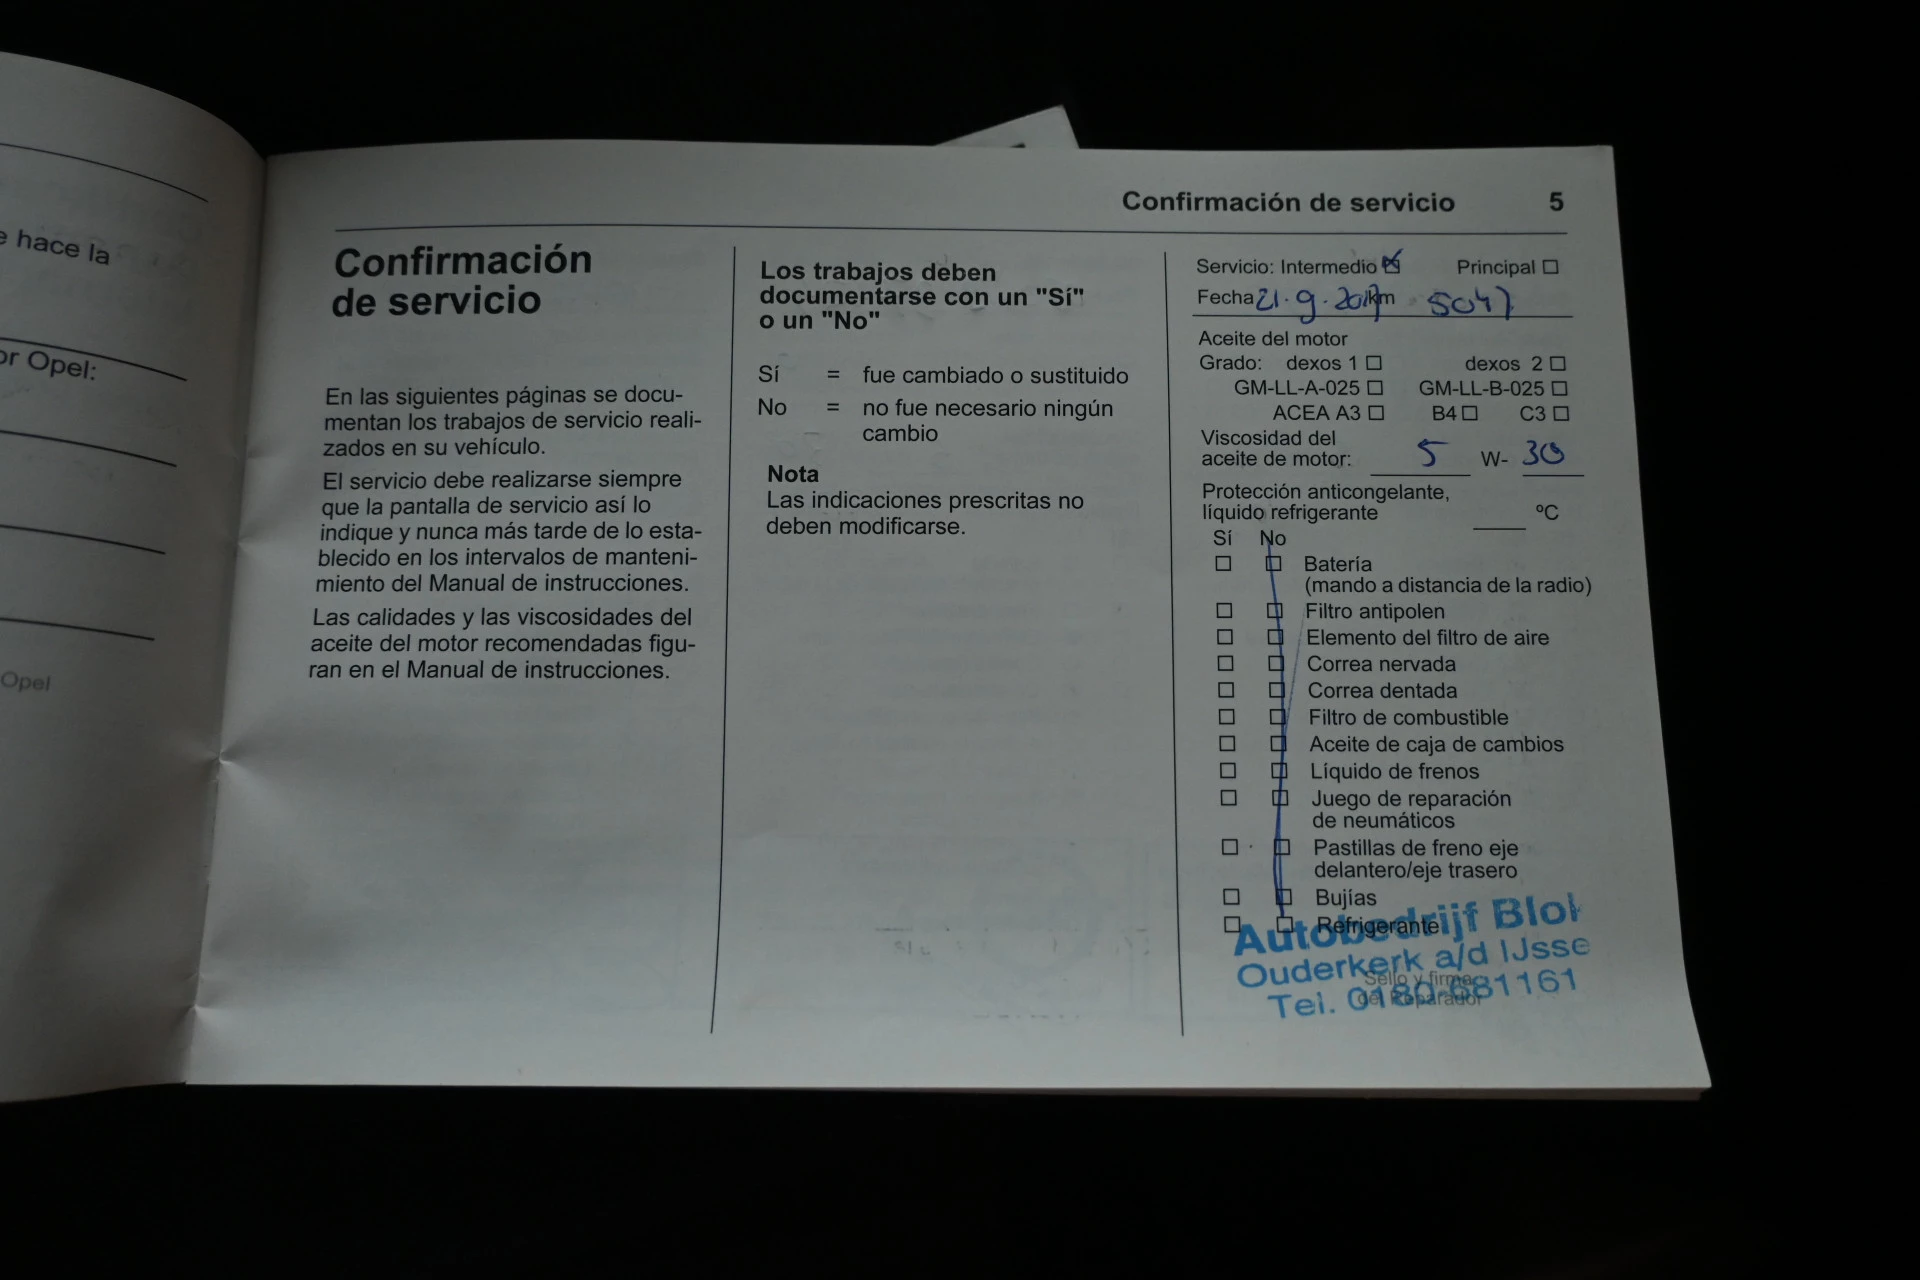 e hace la
or Opel:
Opel
Confirmación de servicio 5
Confirmación
de servicio
En las siguientes páginas se docu-
mentan los trabajos de servicio reali-
zados en su vehículo.
El servicio debe realizarse siempre
que la pantalla de servicio así lo
indique y nunca más tarde de lo esta-
blecido en los intervalos de manteni-
miento del Manual de instrucciones.
Las calidades y las viscosidades del
aceite del motor recomendadas figu-
ran en el Manual de instrucciones.
Los trabajos deben
documentarse con un "Sí"
o un "No"
Sí = fue cambiado o sustituido
No = no fue necesario ningún
cambio
Nota
Las indicaciones prescritas no
deben modificarse.
Servicio: Intermedio Principal
Fecha 21.9.2017 km 5047
Aceite del motor
Grado: dexos 1 dexos 2
GM-LL-A-025 GM-LL-B-025
ACEA A3 B4 C3
Viscosidad del
aceite de motor: 5 W- 30
Protección anticongelante,
líquido refrigerante ºC
Sí No
Batería
(mando a distancia de la radio)
Filtro antipolen
Elemento del filtro de aire
Correa nervada
Correa dentada
Filtro de combustible
Aceite de caja de cambios
Líquido de frenos
Juego de reparación
de neumáticos
Pastillas de freno eje
delantero/eje trasero
Bujías
Refrigerante
Autobedrijf Blok
Ouderkerk a/d IJsse
Sello y firma
del Reparador
Tel. 0180-681161